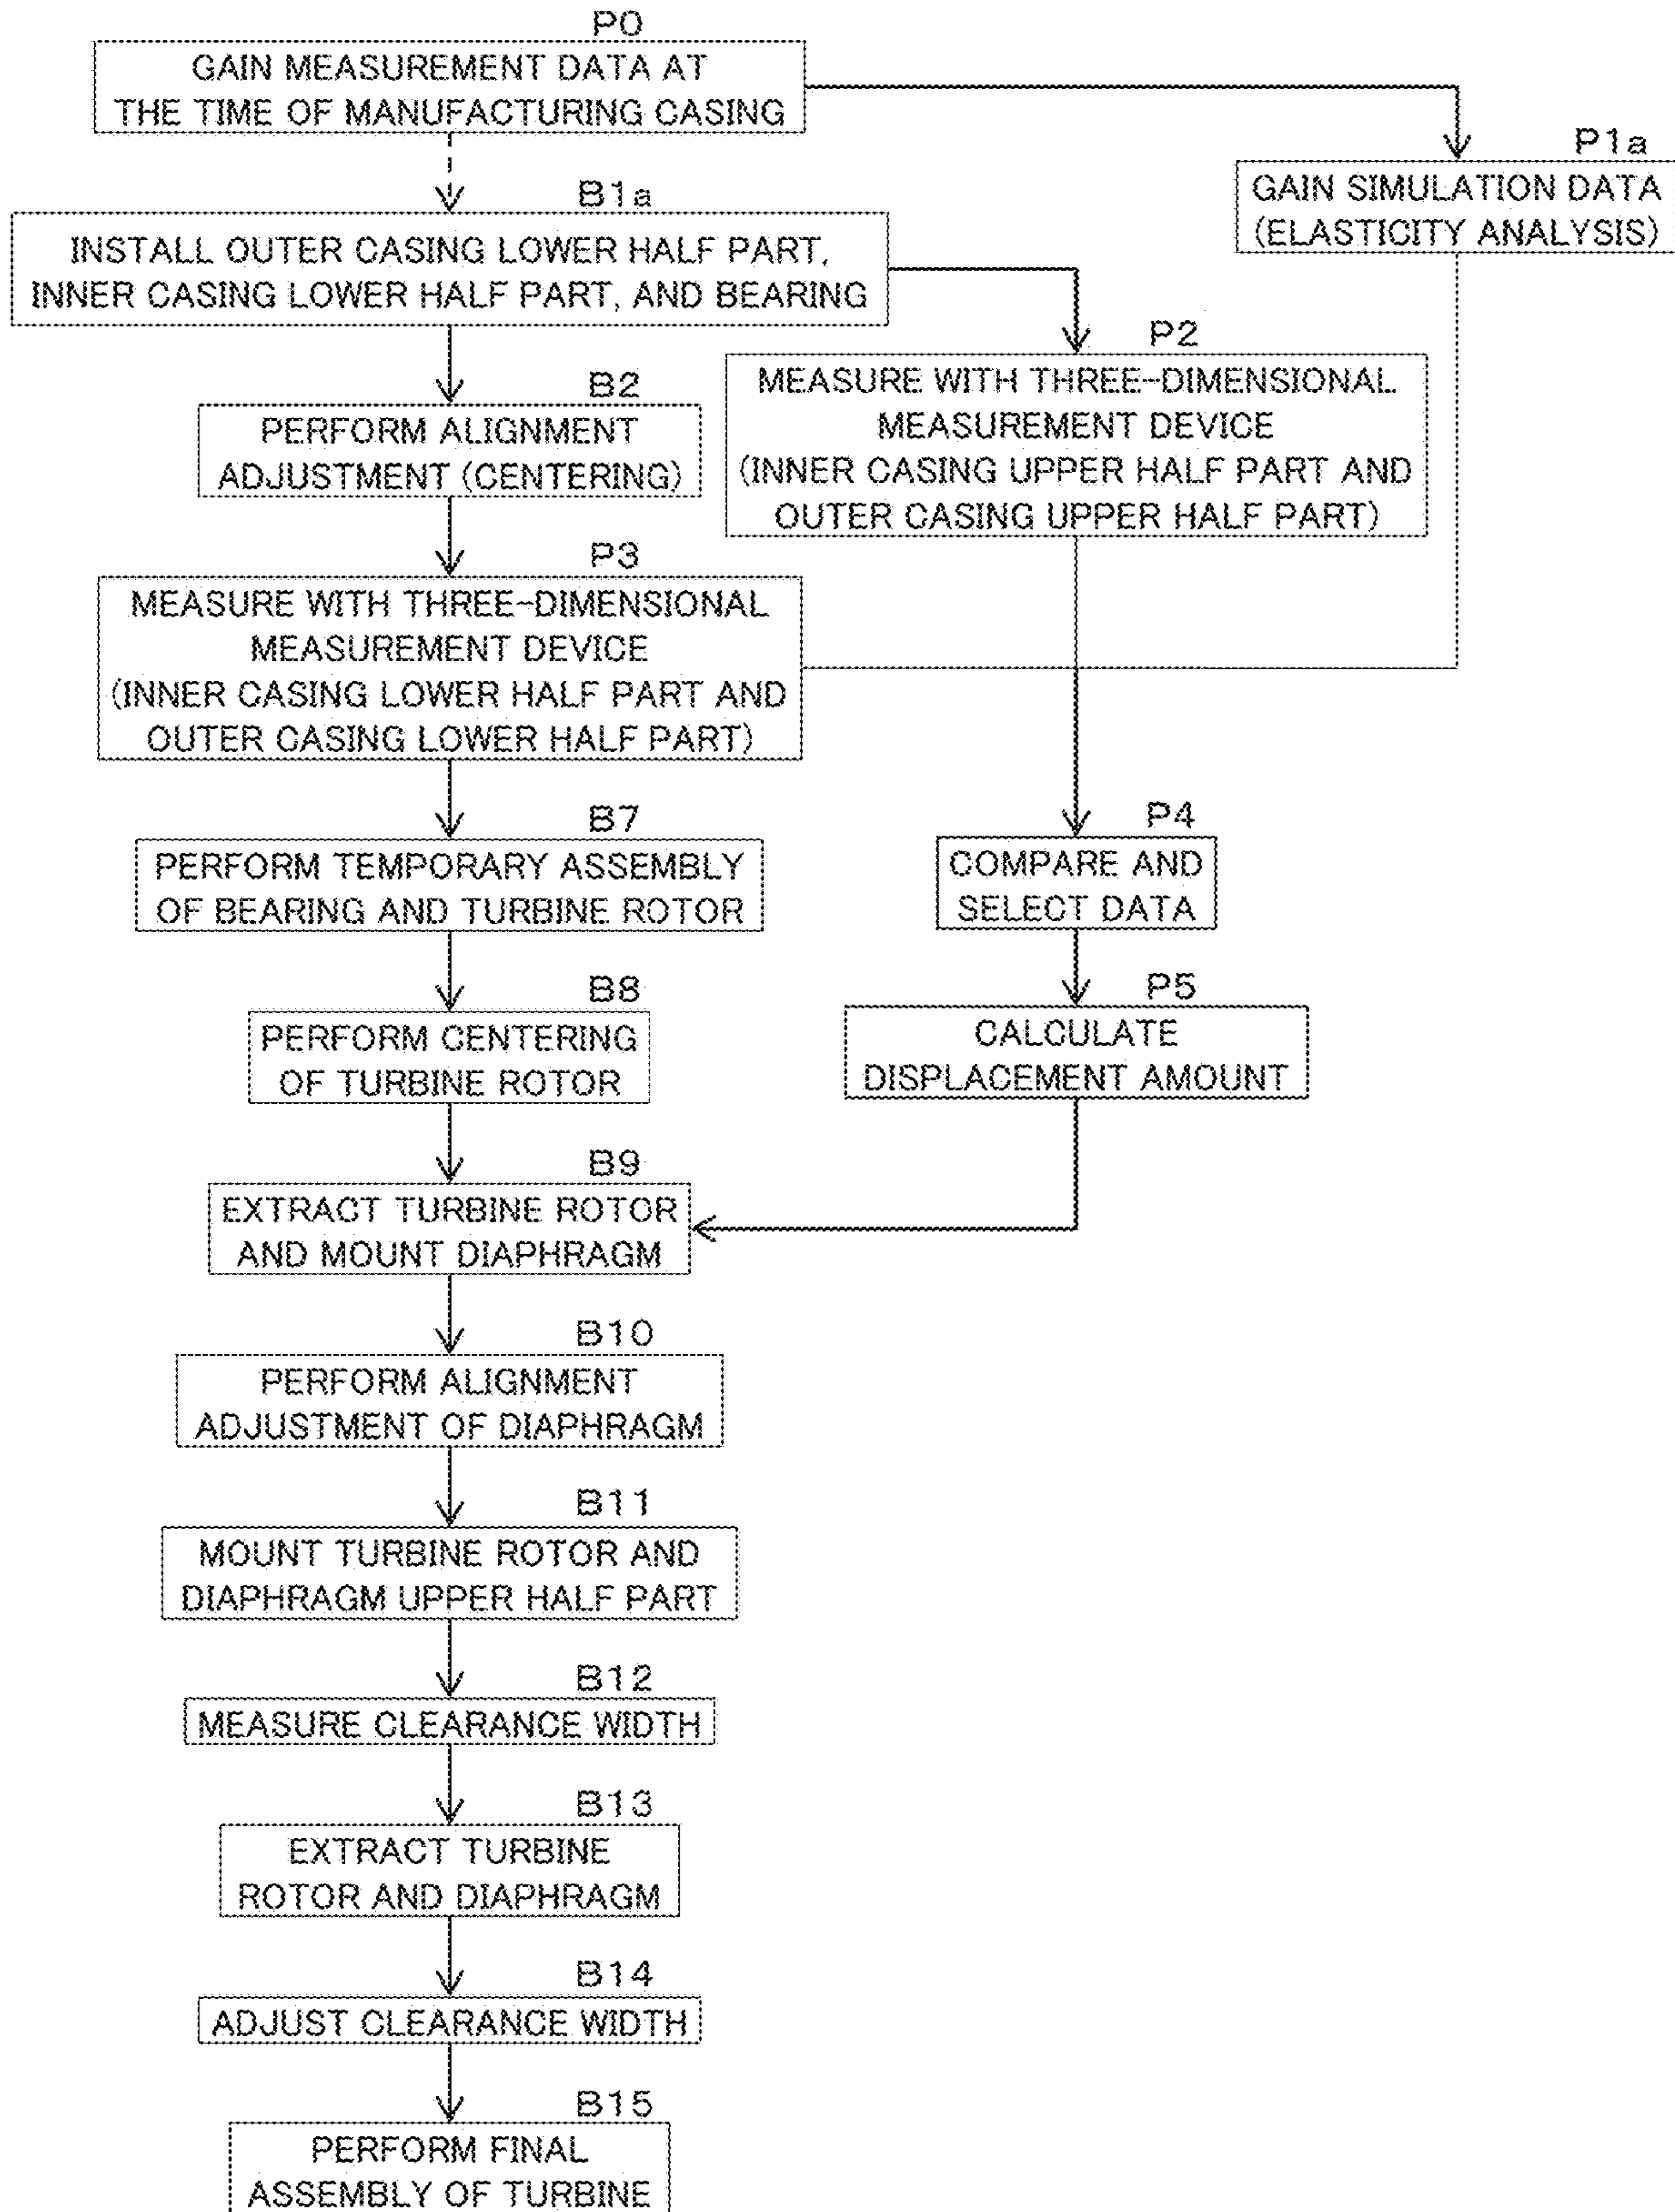 P0
GAIN MEASUREMENT DATA AT
THE TIME OF MANUFACTURING CASING
P1a
GAIN SIMULATION DATA
(ELASTICITY ANALYSIS)
B1a
INSTALL OUTER CASING LOWER HALF PART,
INNER CASING LOWER HALF PART, AND BEARING
P2
MEASURE WITH THREE-DIMENSIONAL
MEASUREMENT DEVICE
(INNER CASING UPPER HALF PART AND
OUTER CASING UPPER HALF PART)
B2
PERFORM ALIGNMENT
ADJUSTMENT (CENTERING)
P3
MEASURE WITH THREE-DIMENSIONAL
MEASUREMENT DEVICE
(INNER CASING LOWER HALF PART AND
OUTER CASING LOWER HALF PART)
B7
PERFORM TEMPORARY ASSEMBLY
OF BEARING AND TURBINE ROTOR
P4
COMPARE AND
SELECT DATA
B8
PERFORM CENTERING
OF TURBINE ROTOR
P5
CALCULATE
DISPLACEMENT AMOUNT
B9
EXTRACT TURBINE ROTOR
AND MOUNT DIAPHRAGM
B10
PERFORM ALIGNMENT
ADJUSTMENT OF DIAPHRAGM
B11
MOUNT TURBINE ROTOR AND
DIAPHRAGM UPPER HALF PART
B12
MEASURE CLEARANCE WIDTH
B13
EXTRACT TURBINE
ROTOR AND DIAPHRAGM
B14
ADJUST CLEARANCE WIDTH
B15
PERFORM FINAL
ASSEMBLY OF TURBINE